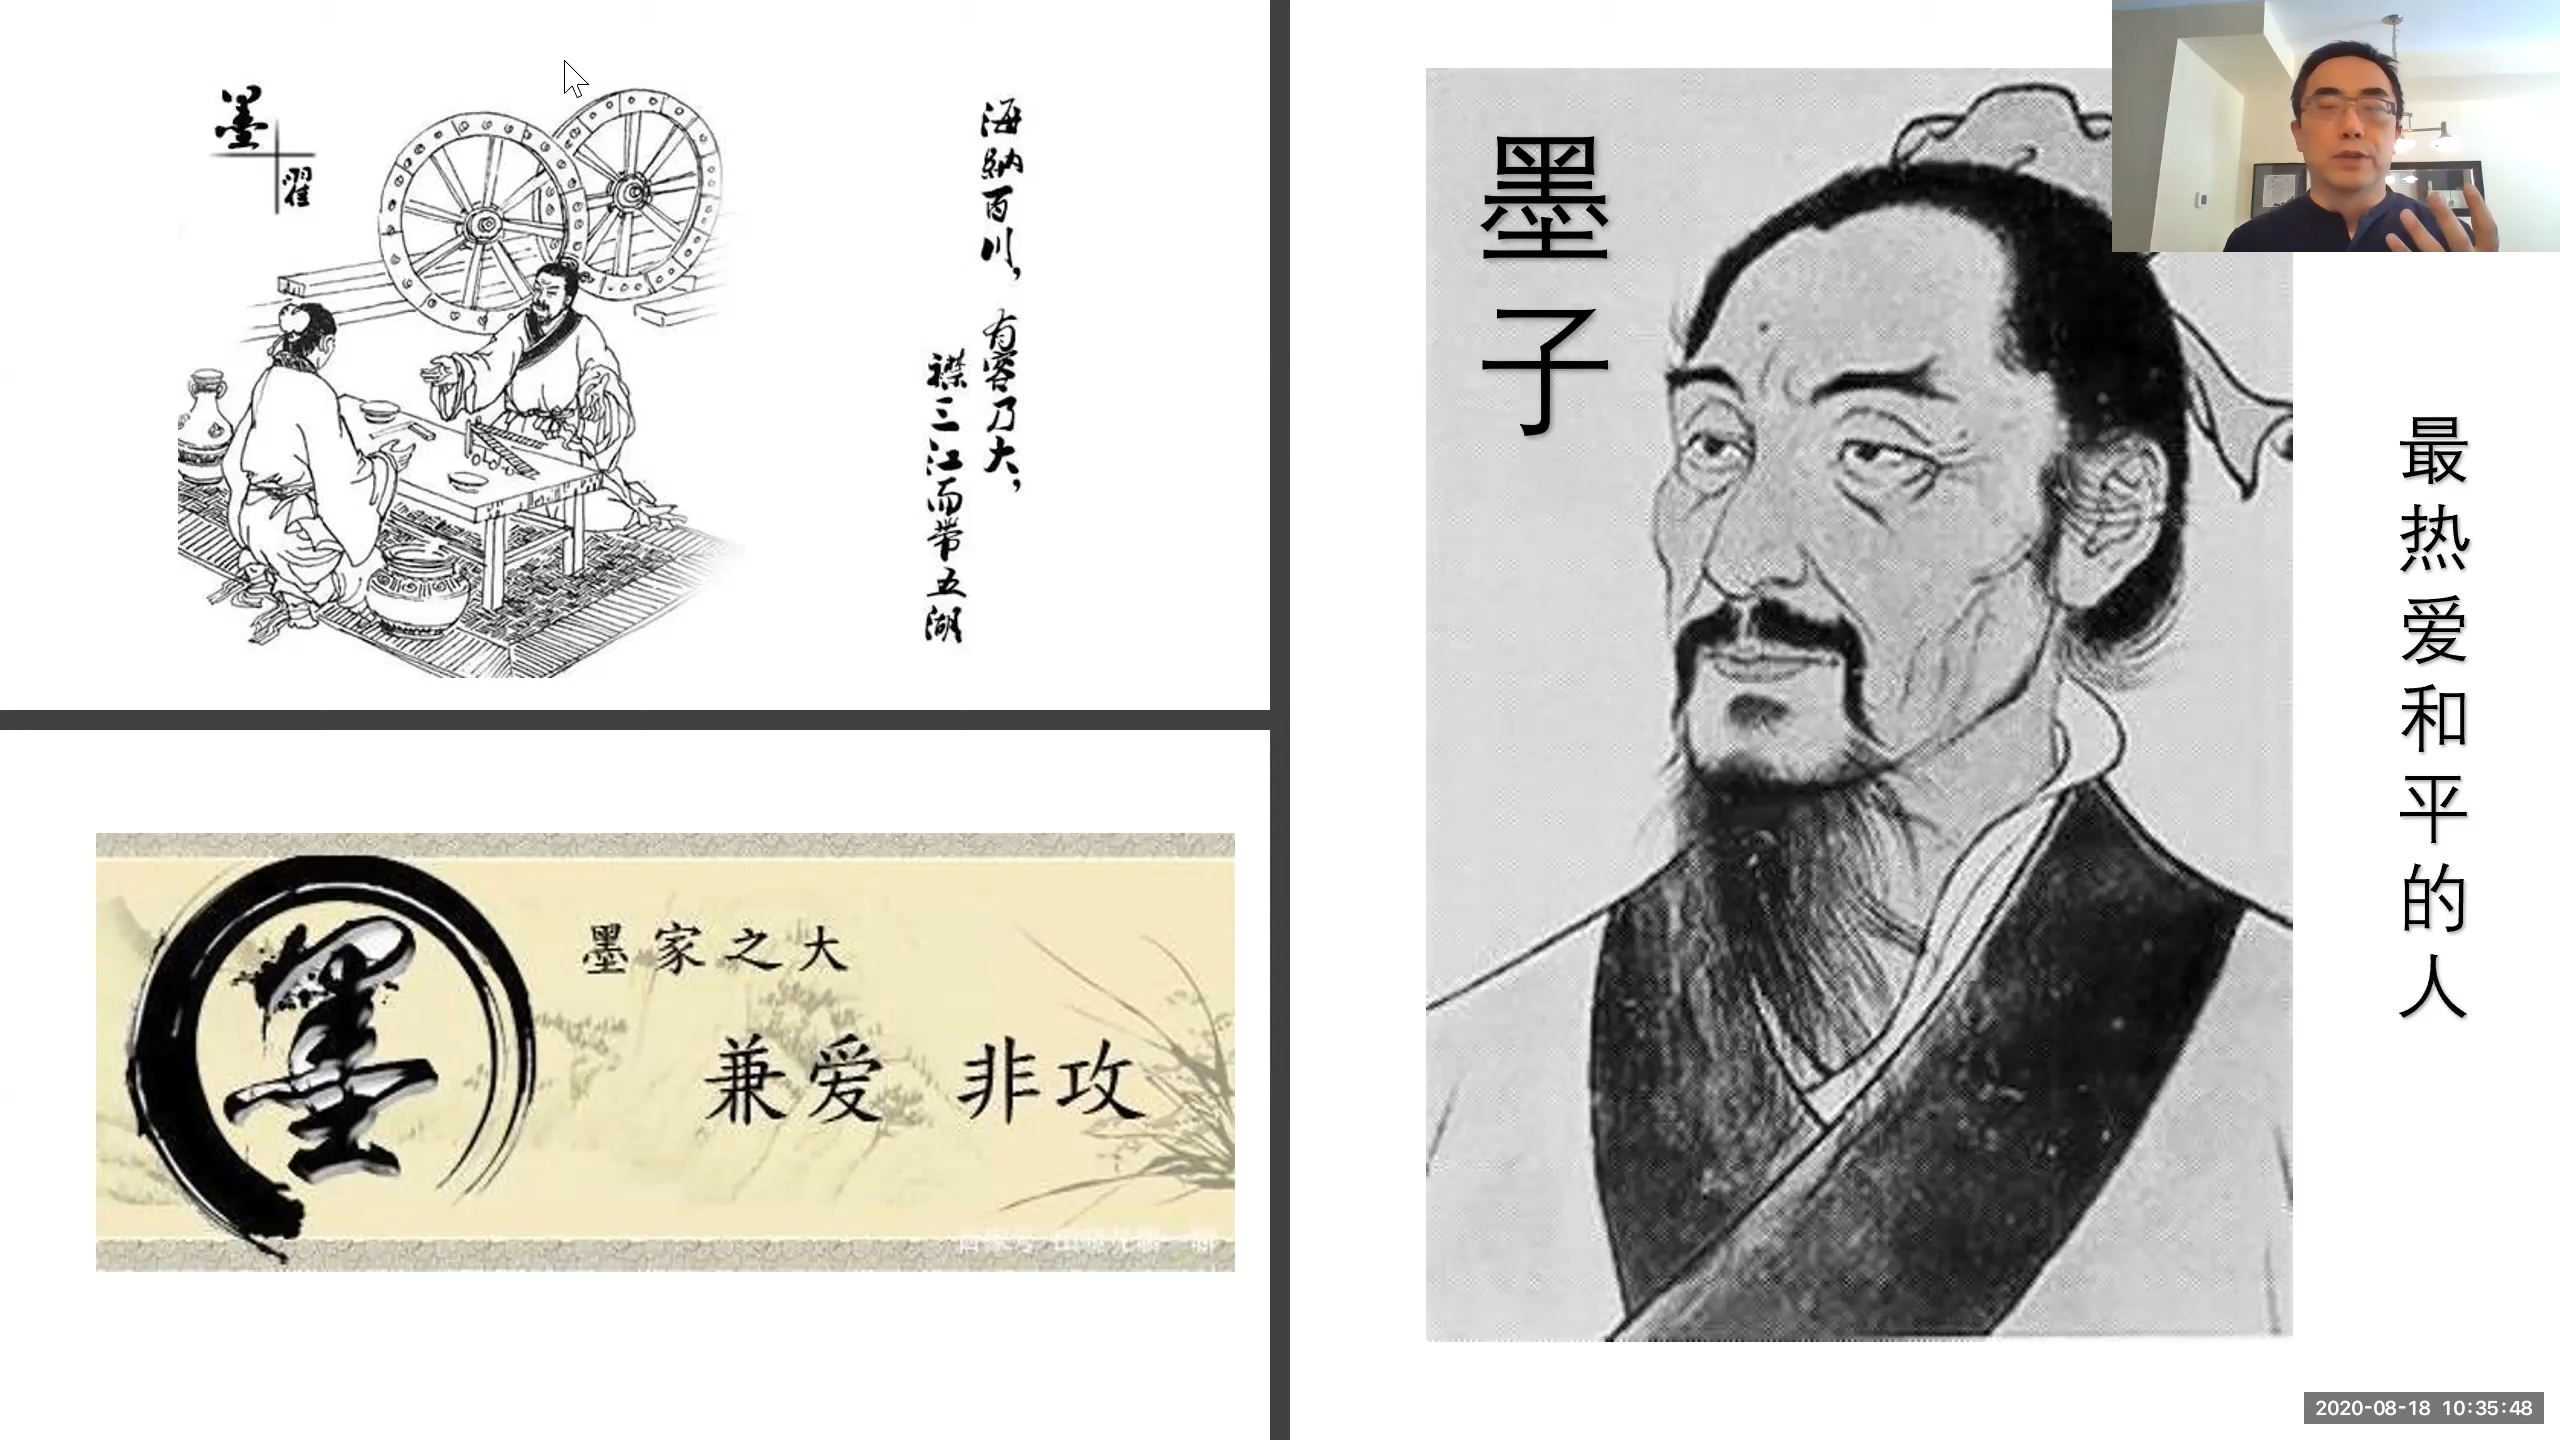 墨
翟
海納百川，有容乃大，
襟三江而带五湖
墨
墨家之大
兼爱 非攻
墨子
最热爱和平的人
2020-08-18 10:35:48